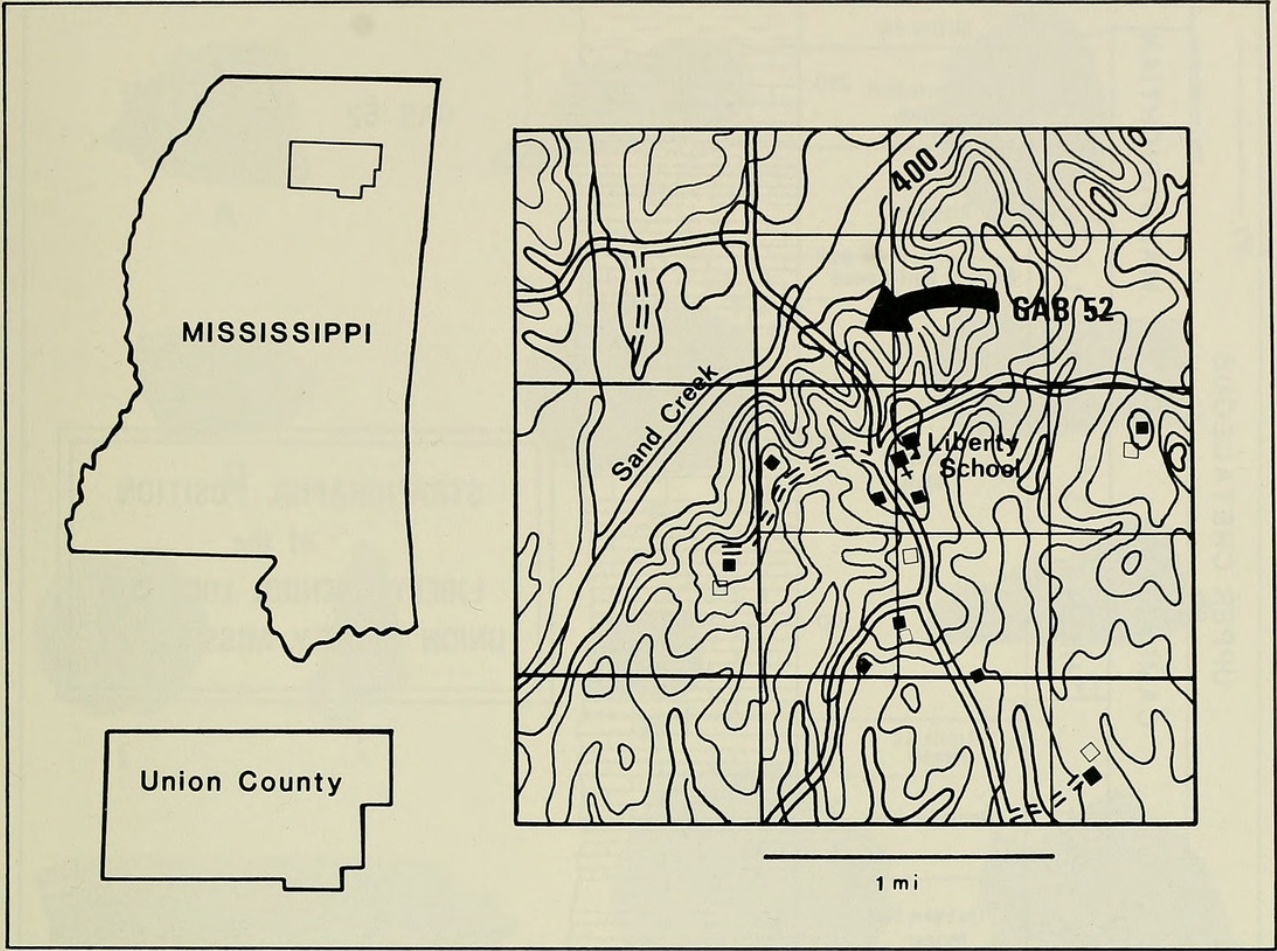 MISSISSIPPI
Union County
400
GAB 52
Sand Creek
Liberty
School
1 mi